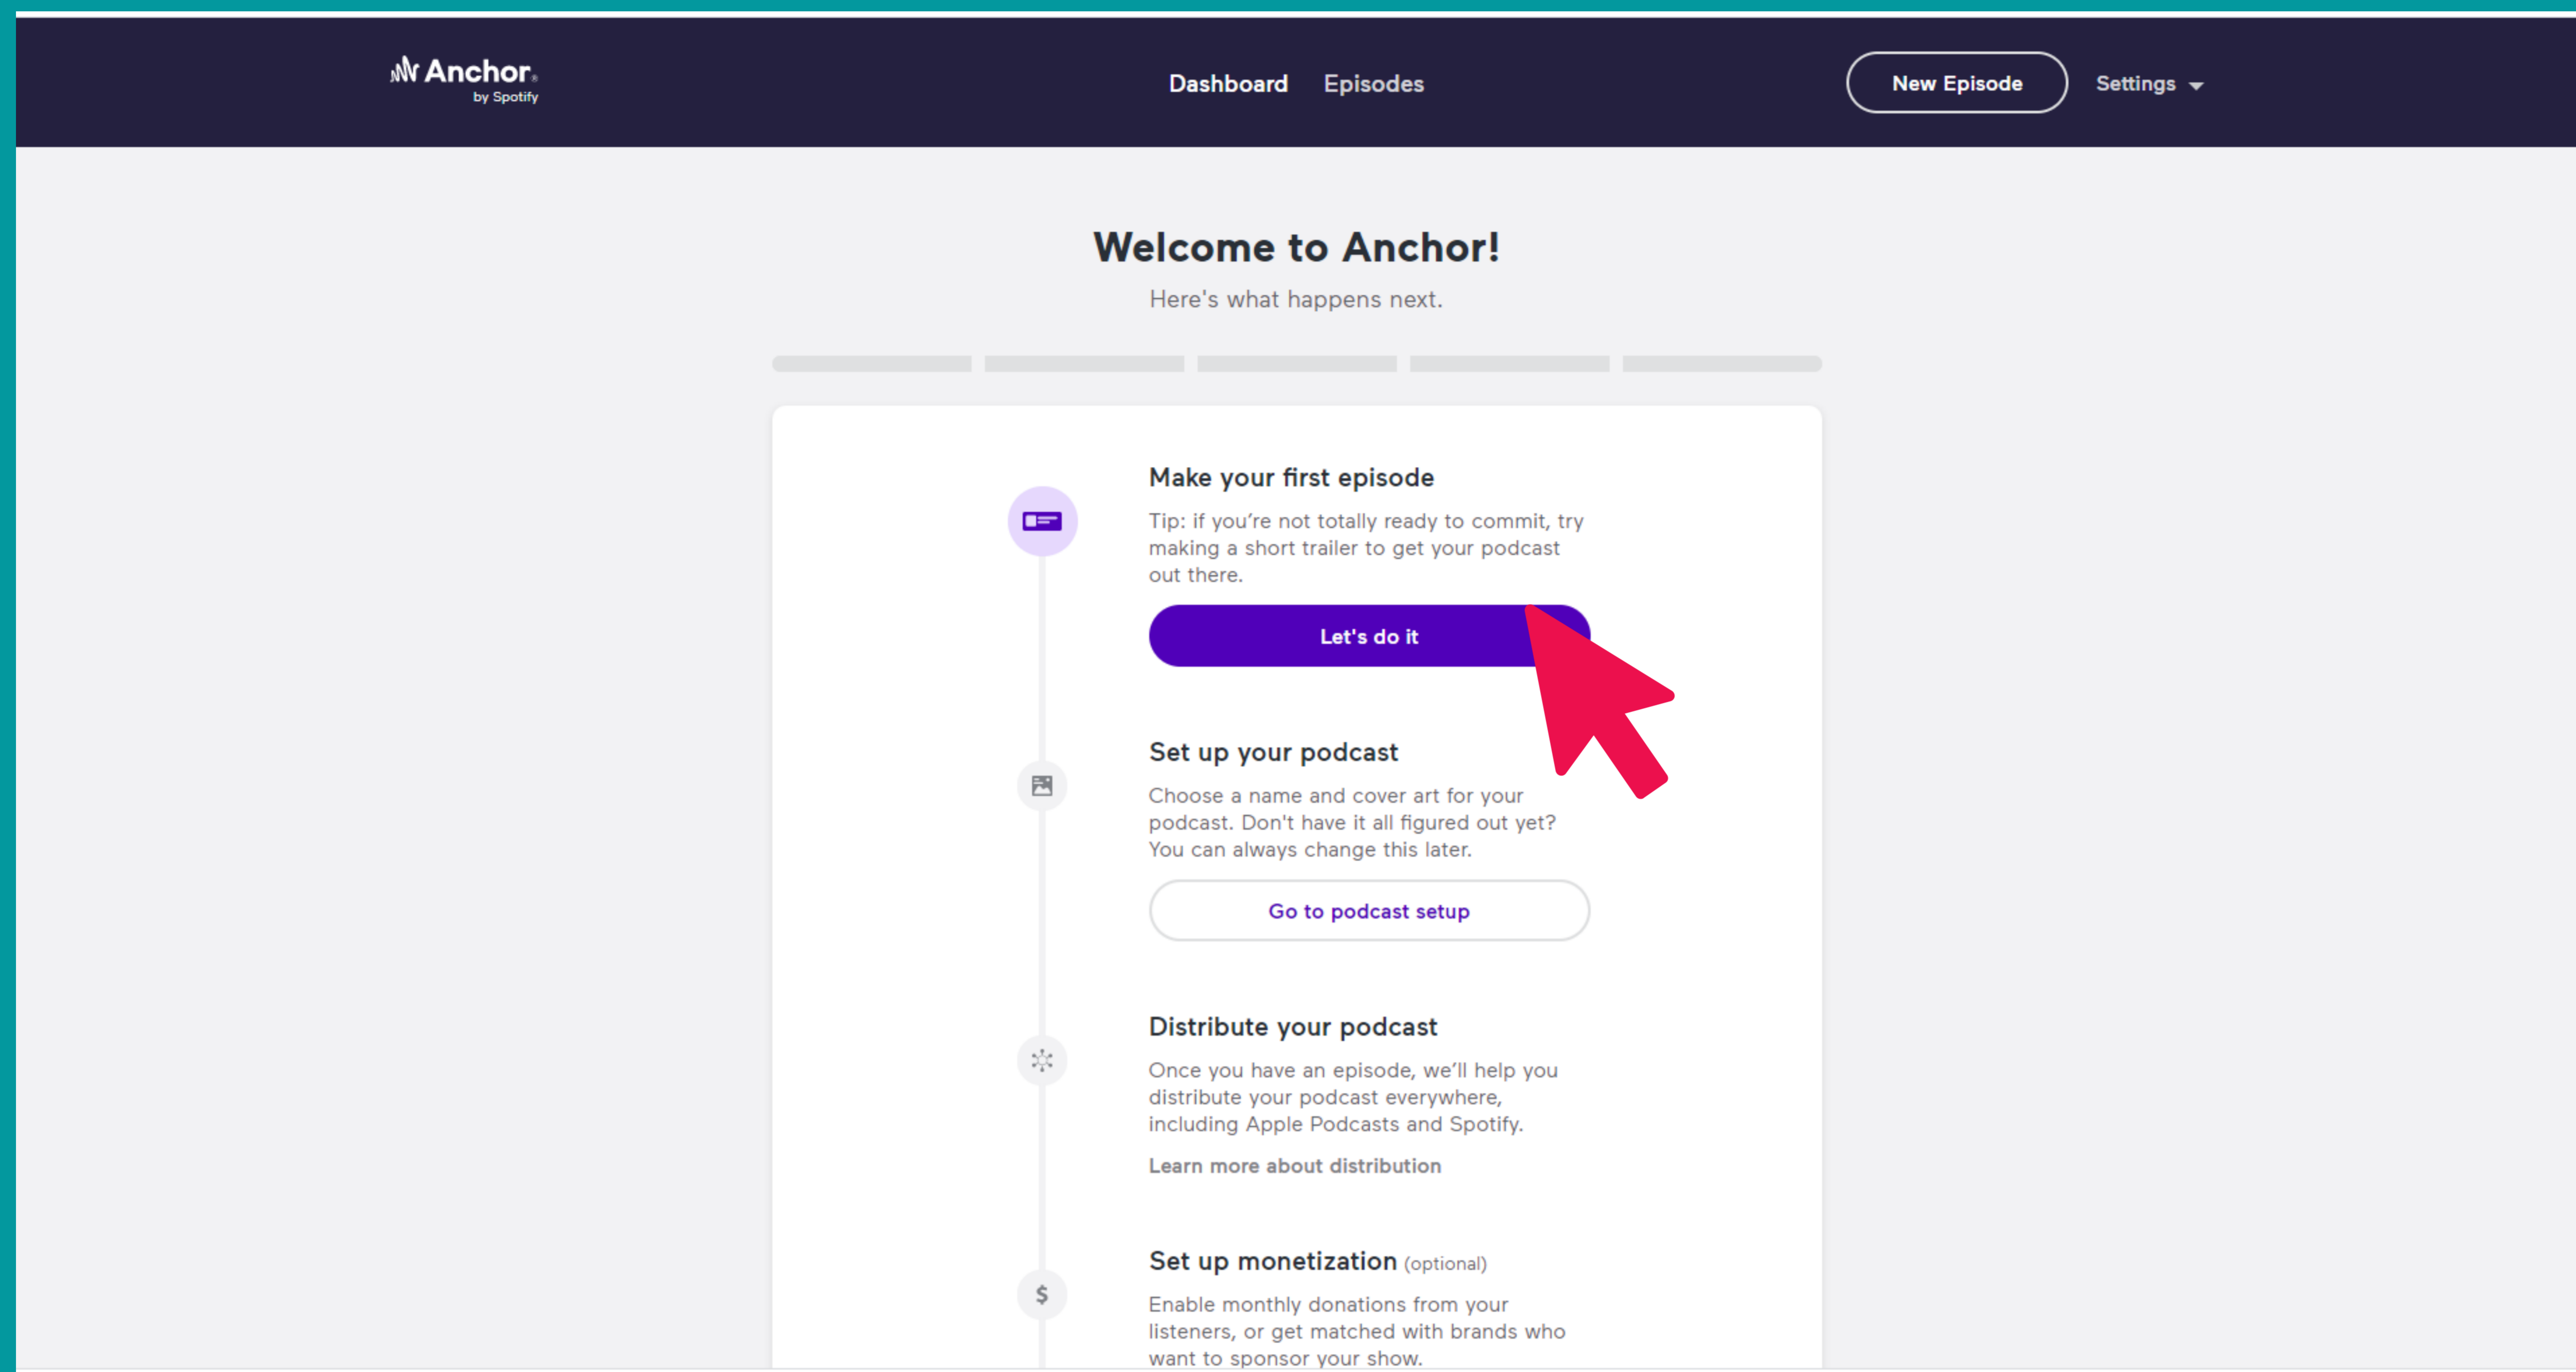 Anchor®
by Spotify
Dashboard Episodes
New Episode Settings
Welcome to Anchor!
Here's what happens next.
Make your first episode
Tip: if you’re not totally ready to commit, try
making a short trailer to get your podcast
out there.
Let's do it
Set up your podcast
Choose a name and cover art for your
podcast. Don't have it all figured out yet?
You can always change this later.
Go to podcast setup
Distribute your podcast
Once you have an episode, we’ll help you
distribute your podcast everywhere,
including Apple Podcasts and Spotify.
Learn more about distribution
Set up monetization (optional)
$
Enable monthly donations from your
listeners, or get matched with brands who
want to sponsor your show.